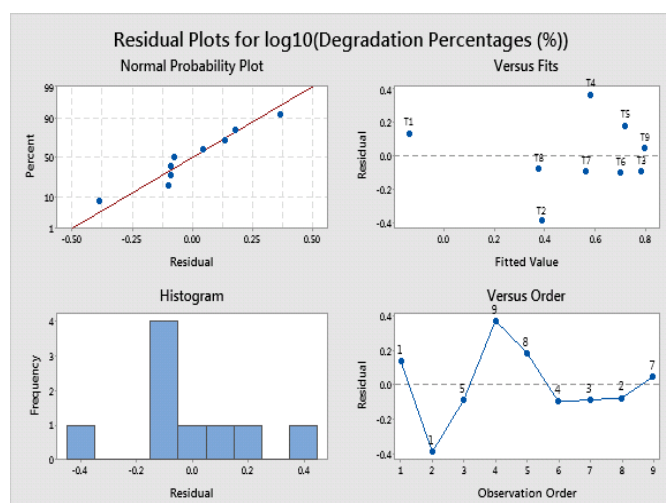 Residual Plots for log10(Degradation Percentages (%))
Normal Probability Plot
Versus Fits
99
90
50
10
1
Percent
-0.50
-0.25
0.00
0.25
0.50
Residual
0.4
0.2
0.0
-0.2
-0.4
Residual
T1
T2
T8
T4
T7
T5
T6
T9
T3
0.0
0.2
0.4
0.6
0.8
Fitted Value
Histogram
Versus Order
4
3
2
1
0
Frequency
-0.4
-0.2
0.0
0.2
0.4
Residual
0.4
0.2
0.0
-0.2
-0.4
Residual
1
1
5
9
8
4
3
2
7
1
2
3
4
5
6
7
8
9
Observation Order